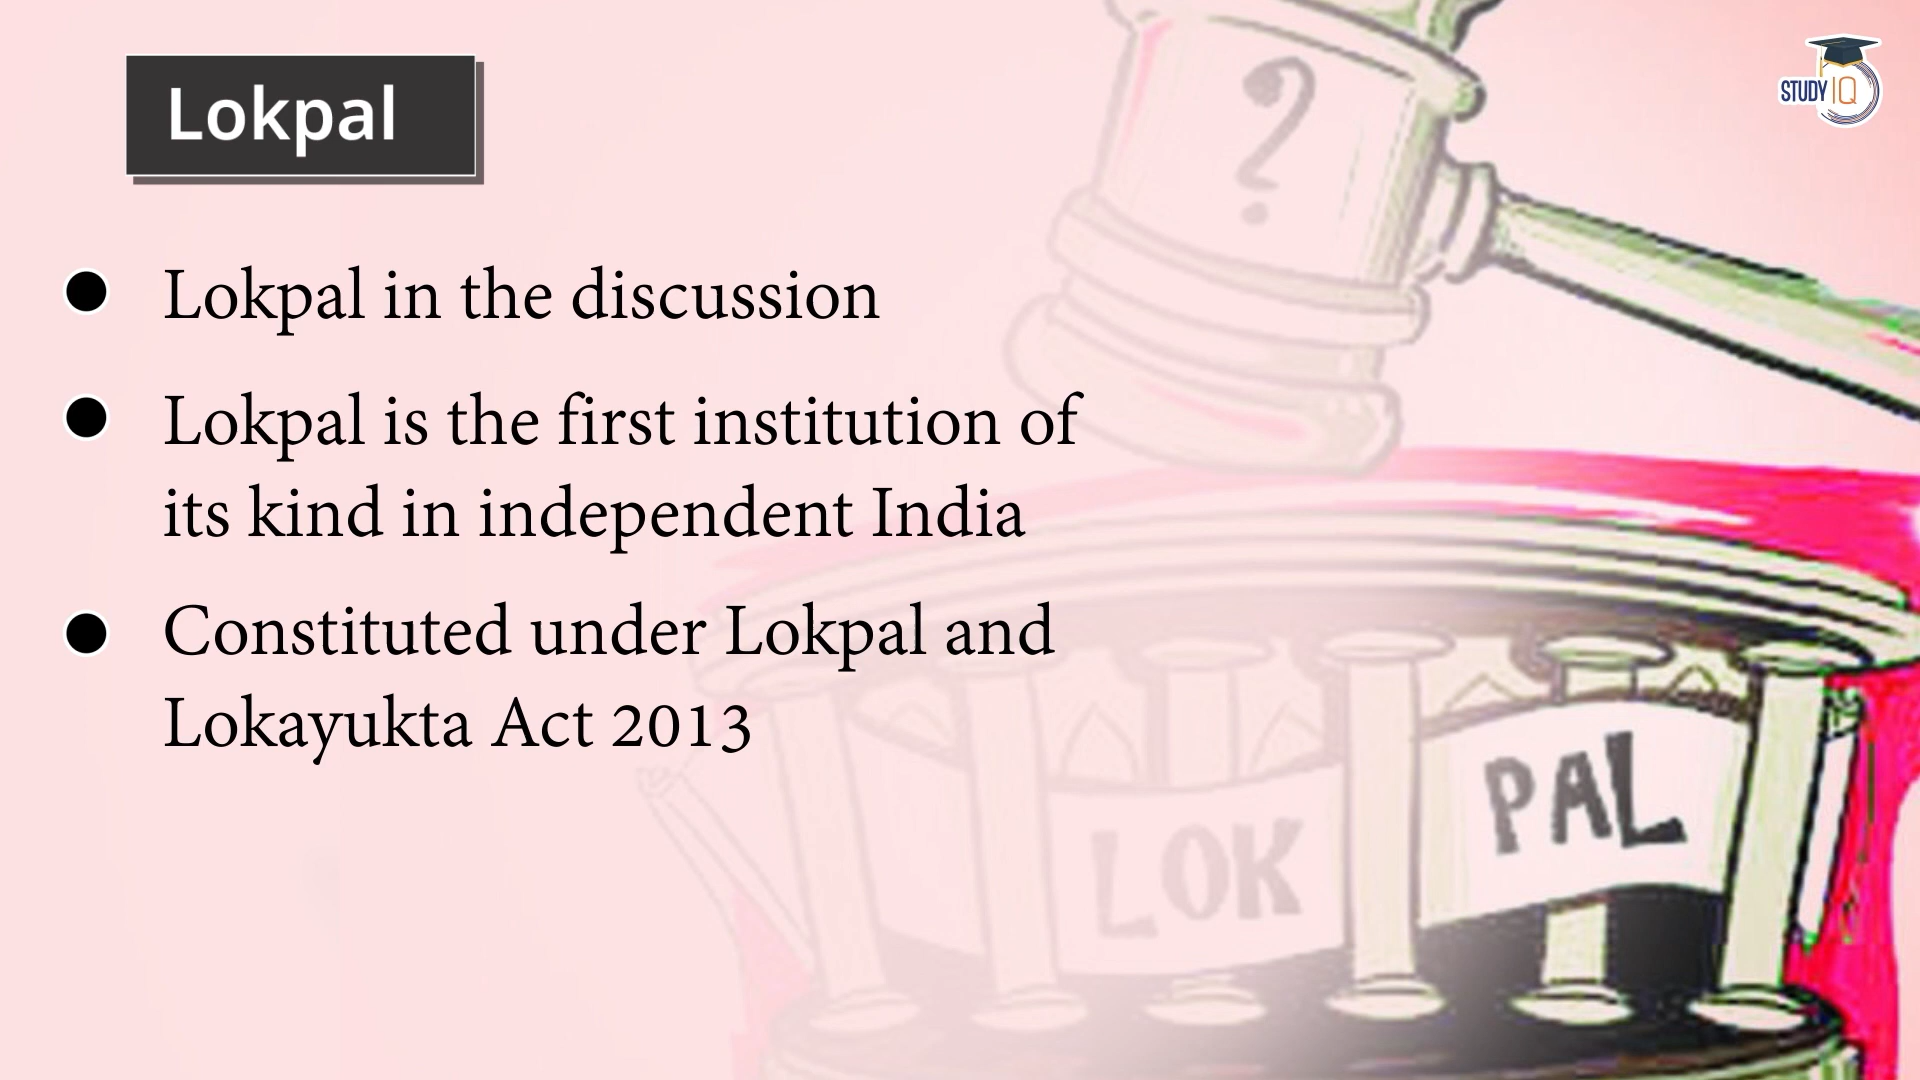 Lokpal
STUDY IQ
● Lokpal in the discussion
● Lokpal is the first institution of
its kind in independent India
● Constituted under Lokpal and
Lokayukta Act 2013
?
LOK
PAL